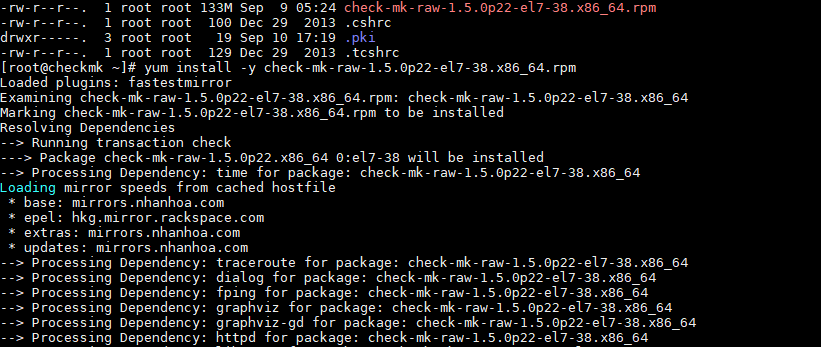 -rw-r--r--.  1 root root 133M Sep  9 05:24 check-mk-raw-1.5.0p22-el7-38.x86_64.rpm
-rw-r--r--.  1 root root  100 Dec 29  2013 .cshrc
drwxr-----.  3 root root   19 Sep 10 17:19 .pki
-rw-r--r--.  1 root root  129 Dec 29  2013 .tcshrc
[root@checkmk ~]# yum install -y check-mk-raw-1.5.0p22-el7-38.x86_64.rpm
Loaded plugins: fastestmirror
Examining check-mk-raw-1.5.0p22-el7-38.x86_64.rpm: check-mk-raw-1.5.0p22-el7-38.x86_64
Marking check-mk-raw-1.5.0p22-el7-38.x86_64.rpm to be installed
Resolving Dependencies
--> Running transaction check
---> Package check-mk-raw-1.5.0p22.x86_64 0:el7-38 will be installed
--> Processing Dependency: time for package: check-mk-raw-1.5.0p22-el7-38.x86_64
Loading mirror speeds from cached hostfile
 * base: mirrors.nhanhoa.com
 * epel: hkg.mirror.rackspace.com
 * extras: mirrors.nhanhoa.com
 * updates: mirrors.nhanhoa.com
--> Processing Dependency: traceroute for package: check-mk-raw-1.5.0p22-el7-38.x86_64
--> Processing Dependency: dialog for package: check-mk-raw-1.5.0p22-el7-38.x86_64
--> Processing Dependency: fping for package: check-mk-raw-1.5.0p22-el7-38.x86_64
--> Processing Dependency: graphviz for package: check-mk-raw-1.5.0p22-el7-38.x86_64
--> Processing Dependency: graphviz-gd for package: check-mk-raw-1.5.0p22-el7-38.x86_64
--> Processing Dependency: httpd for package: check-mk-raw-1.5.0p22-el7-38.x86_64